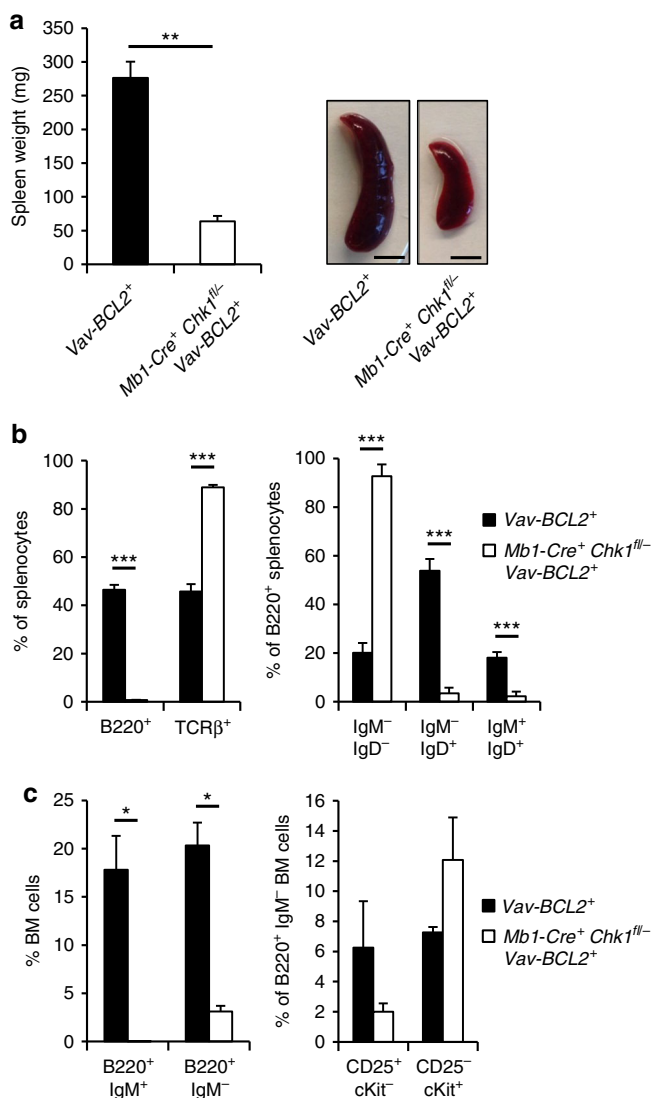 a
**
350
300
250
200
150
100
50
0
Spleen weight (mg)
Vav-BCL2⁺
Mb1-Cre⁺ Chk1ᶠˡ/⁻
Vav-BCL2⁺
Vav-BCL2⁺
Mb1-Cre⁺ Chk1ᶠˡ/⁻
Vav-BCL2⁺
b
100
80
60
40
20
0
% of splenocytes
***
***
B220⁺
TCRβ⁺
100
80
60
40
20
0
% of B220⁺ splenocytes
***
***
***
IgM⁻ IgM⁻ IgM⁺
IgD⁻ IgD⁺ IgD⁺
Vav-BCL2⁺
Mb1-Cre⁺ Chk1ᶠˡ/⁻
Vav-BCL2⁺
c
25
20
15
10
5
0
% BM cells
*
*
B220⁺ B220⁺
IgM⁺ IgM⁻
16
14
12
10
8
6
4
2
0
% of B220⁺ IgM⁻ BM cells
CD25⁺ CD25⁻
cKit⁻ cKit⁺
Vav-BCL2⁺
Mb1-Cre⁺ Chk1ᶠˡ/⁻
Vav-BCL2⁺